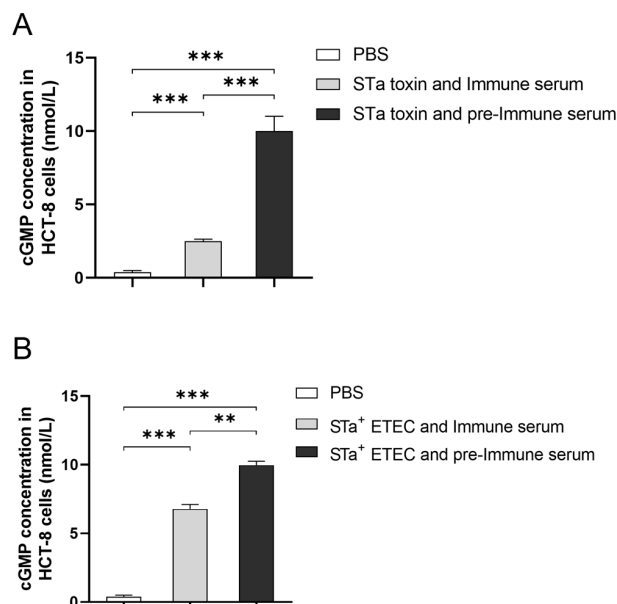 A
cGMP concentration in
HCT-8 cells (nmol/L)
15
10
5
0
***
***
***
PBS
STa toxin and Immune serum
STa toxin and pre-Immune serum
B
cGMP concentration in
HCT-8 cells (nmol/L)
15
10
5
0
***
**
***
PBS
STa⁺ ETEC and Immune serum
STa⁺ ETEC and pre-Immune serum